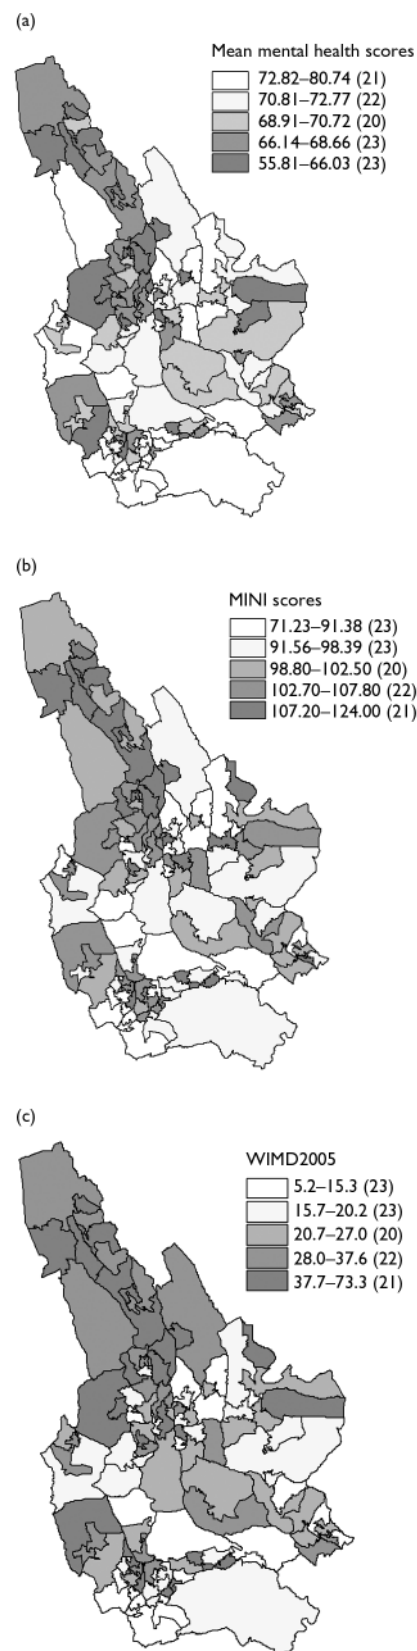 (a)
Mean mental health scores
72.82–80.74 (21)
70.81–72.77 (22)
68.91–70.72 (20)
66.14–68.66 (23)
55.81–66.03 (23)
(b)
MINI scores
71.23–91.38 (23)
91.56–98.39 (23)
98.80–102.50 (20)
102.70–107.80 (22)
107.20–124.00 (21)
(c)
WIMD2005
5.2–15.3 (23)
15.7–20.2 (23)
20.7–27.0 (20)
28.0–37.6 (22)
37.7–73.3 (21)